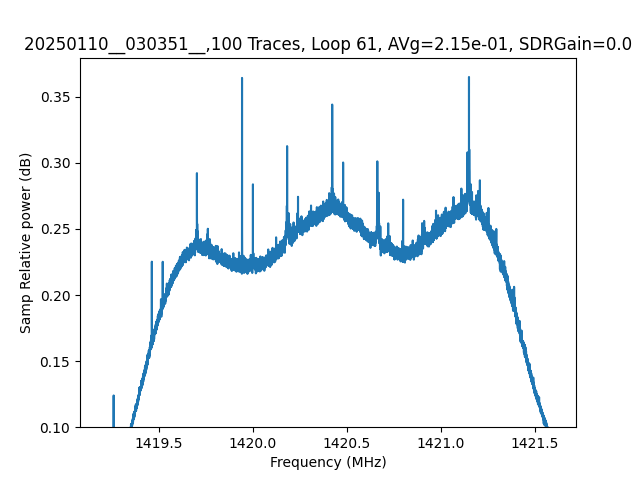 20250110__030351__,100 Traces, Loop 61, AVg=2.15e-01, SDRGain=0.0
Samp Relative power (dB)
0.35
0.30
0.25
0.20
0.15
0.10
1419.5 1420.0 1420.5 1421.0 1421.5
Frequency (MHz)